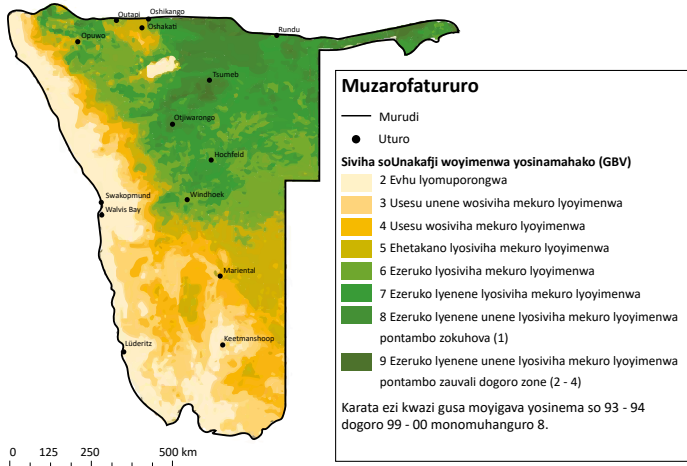 Outapi
Oshikango
Oshakati
Opuwo
Rundu
Tsumeb
Otjiwarongo
Hochfeld
Swakopmund
Walvis Bay
Windhoek
Mariental
Lüderitz
Keetmanshoop
0 125 250 500 km
Muzarofatururo
Murudi
Uturo
Siviha soUnakafji woyimenwa yosinamahako (GBV)
2 Evhu lyomuporongwa
3 Usesu unene wosiviha mekuro lyoyimenwa
4 Usesu wosiviha mekuro lyoyimenwa
5 Ehetakano lyosiviha mekuro lyoyimenwa
6 Ezeruko lyosiviha mekuro lyoyimenwa
7 Ezeruko lyenene lyosiviha mekuro lyoyimenwa
8 Ezeruko lyenene unene lyosiviha mekuro lyoyimenwa
pontambo zokuhova (1)
9 Ezeruko lyenene unene lyosiviha mekuro lyoyimenwa
pontambo zauvali dogoro zone (2 - 4)
Karata ezi kwazi gusa moyigava yosinema so 93 - 94
dogoro 99 - 00 monomuhanguro 8.